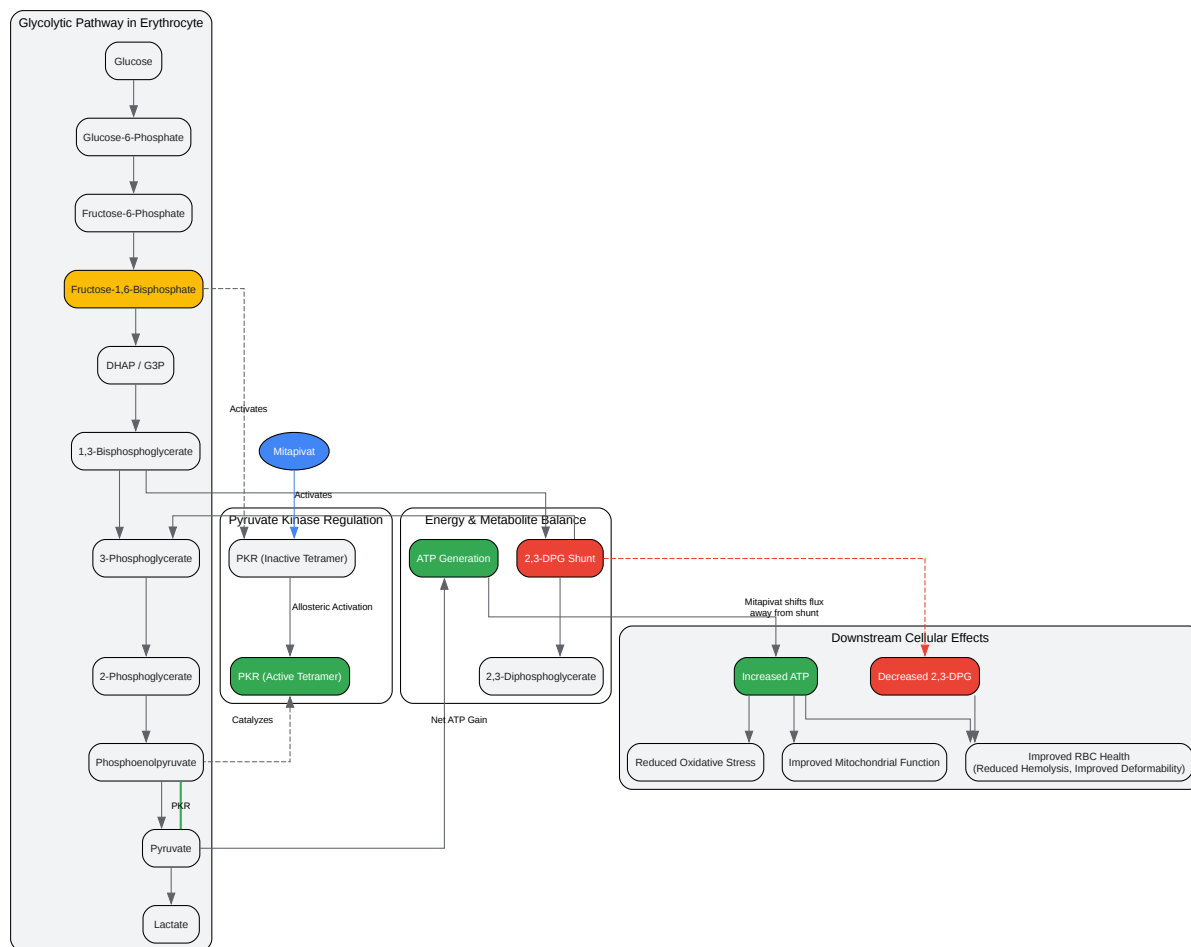 Glycolytic Pathway in Erythrocyte
Glucose
Glucose-6-Phosphate
Fructose-6-Phosphate
Fructose-1,6-Bisphosphate
DHAP / G3P
Activates
1,3-Bisphosphoglycerate
Mitapivat
Activates
Pyruvate Kinase Regulation
Energy & Metabolite Balance
3-Phosphoglycerate
PKR (Inactive Tetramer)
ATP Generation
2,3-DPG Shunt
Allosteric Activation
Mitapivat shifts flux
away from shunt
Downstream Cellular Effects
2-Phosphoglycerate
PKR (Active Tetramer)
2,3-Diphosphoglycerate
Increased ATP
Decreased 2,3-DPG
Catalyzes
Net ATP Gain
Phosphoenolpyruvate
Reduced Oxidative Stress
Improved Mitochondrial Function
Improved RBC Health
(Reduced Hemolysis, Improved Deformability)
PKR
Pyruvate
Lactate